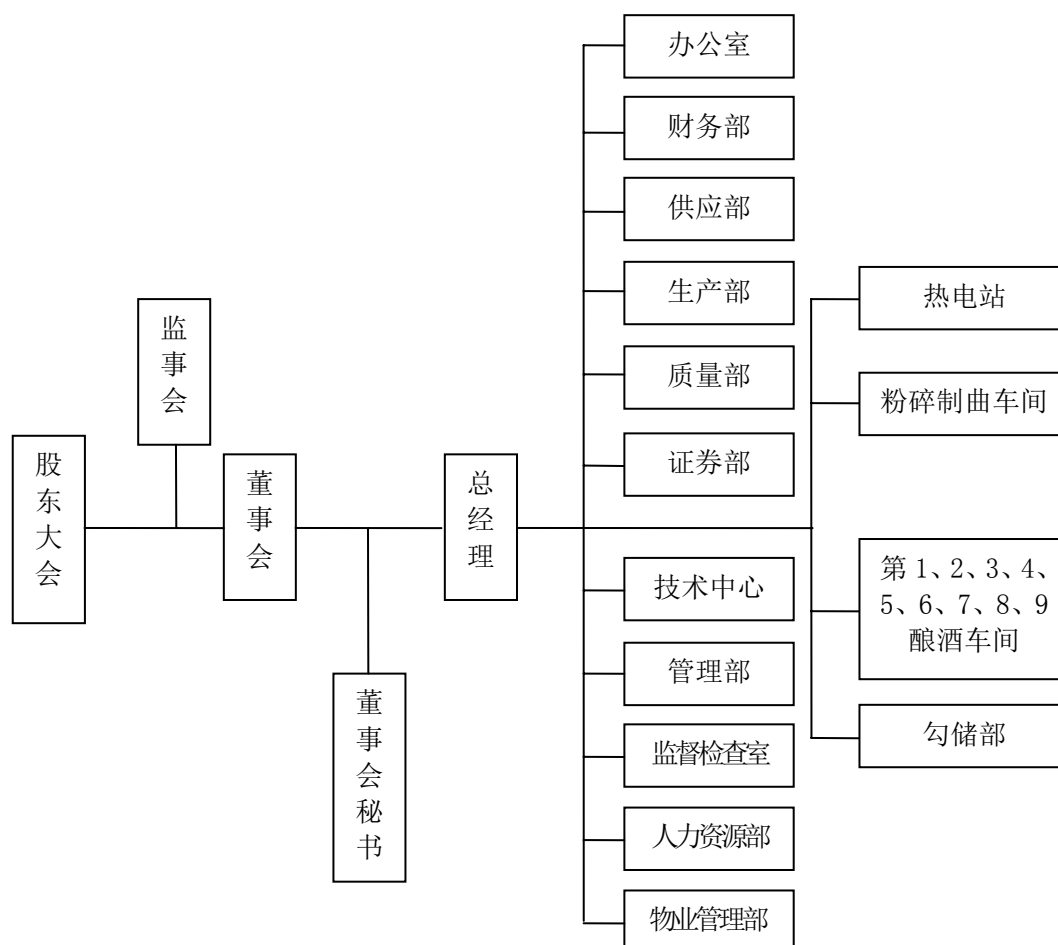 股东大会
监事会
董事会
董事会秘书
总经理
办公室
财务部
供应部
生产部
质量部
证券部
技术中心
管理部
监督检查室
人力资源部
物业管理部
热电站
粉碎制曲车间
第 1、2、3、4、
5、6、7、8、9
酿酒车间
勾储部